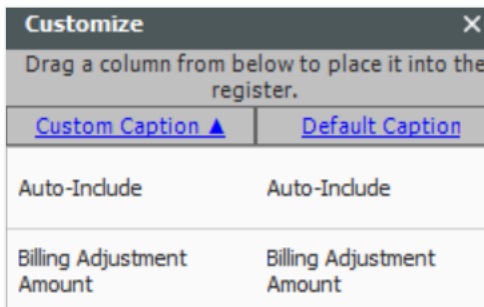 Customize
Drag a column from below to place it into the
register.
Custom Caption ▲ Default Caption
Auto-Include Auto-Include
Billing Adjustment Billing Adjustment
Amount Amount